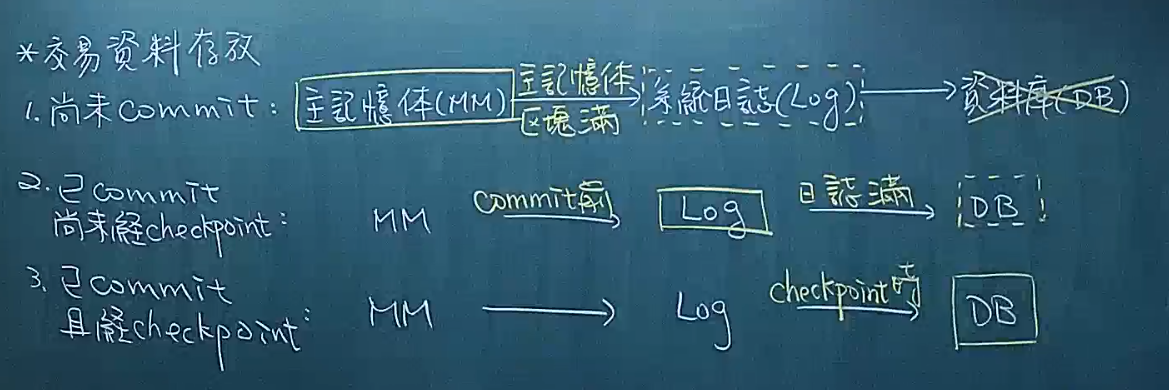 *交易資料存放
1.尚未commit: 主記憶体(MM) 主記憶体區塊滿 系統日誌(Log) 資料庫(DB)
2.已commit
尚未経checkpoint: MM commit前 Log 日誌滿 DB
3.已commit
且経checkpoint: MM Log checkpoint時 DB